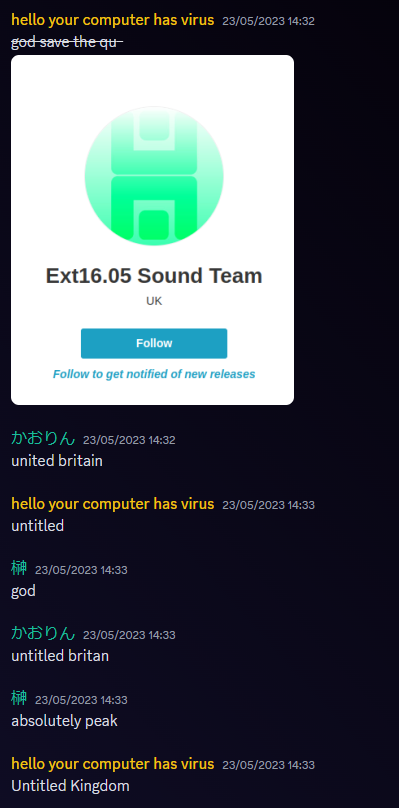 hello your computer has virus 23/05/2023 14:32
god save the qu-
Ext16.05 Sound Team
UK
Follow
Follow to get notified of new releases
かおりん 23/05/2023 14:32
united britain
hello your computer has virus 23/05/2023 14:33
untitled
榊 23/05/2023 14:33
god
かおりん 23/05/2023 14:33
untitled britan
榊 23/05/2023 14:33
absolutely peak
hello your computer has virus 23/05/2023 14:33
Untitled Kingdom